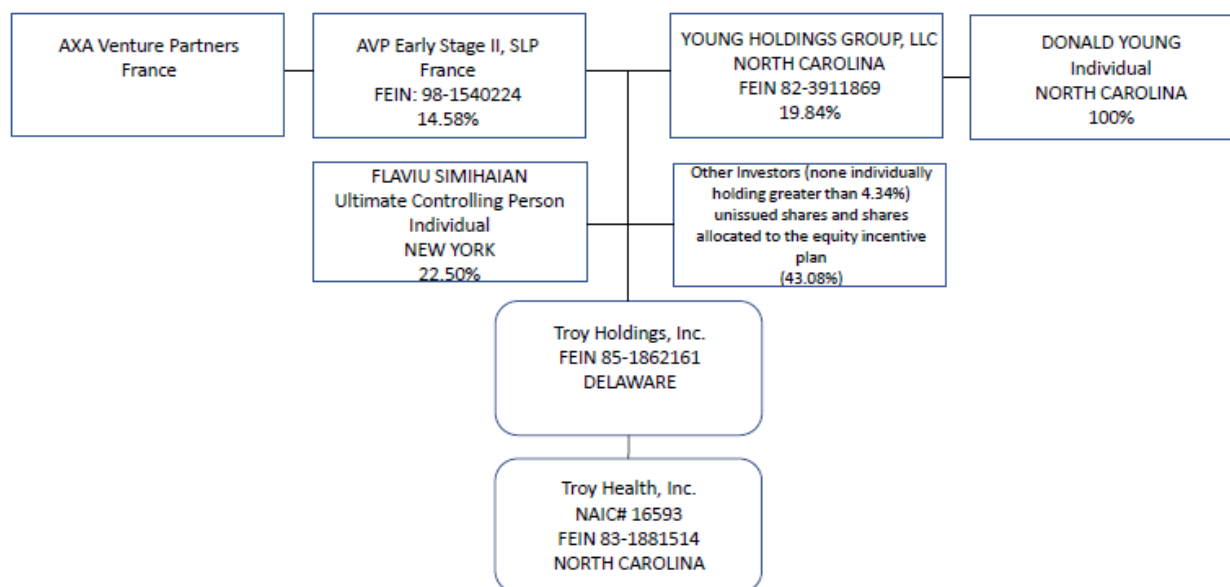 AXA Venture Partners
France
AVP Early Stage II, SLP
France
FEIN: 98-1540224
14.58%
YOUNG HOLDINGS GROUP, LLC
NORTH CAROLINA
FEIN 82-3911869
19.84%
DONALD YOUNG
Individual
NORTH CAROLINA
100%
FLAVIU SIMIHAIAN
Ultimate Controlling Person
Individual
NEW YORK
22.50%
Other Investors (none individually
holding greater than 4.34%)
unissued shares and shares
allocated to the equity incentive
plan
(43.08%)
Troy Holdings, Inc.
FEIN 85-1862161
DELAWARE
Troy Health, Inc.
NAIC# 16593
FEIN 83-1881514
NORTH CAROLINA